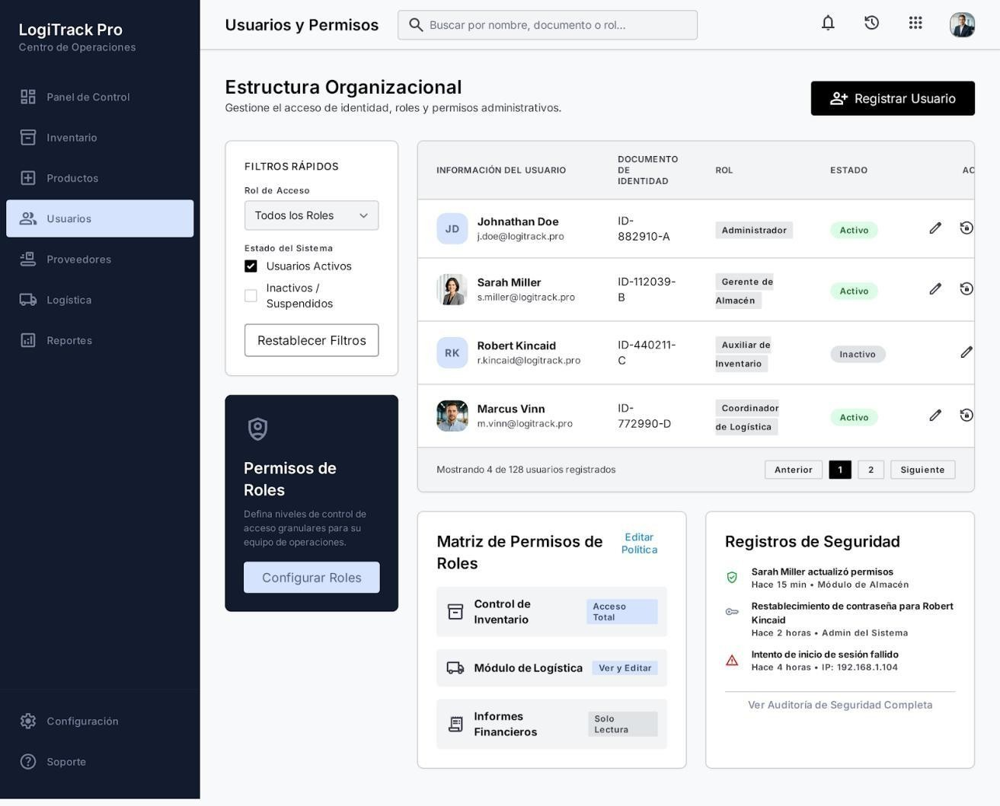 LogiTrack Pro
Centro de Operaciones
Panel de Control
Inventario
Productos
Usuarios
Proveedores
Logística
Reportes
Configuración
Soporte
Usuarios y Permisos
Buscar por nombre, documento o rol...
Estructura Organizacional
Gestione el acceso de identidad, roles y permisos administrativos.
Registrar Usuario
FILTROS RÁPIDOS
Rol de Acceso
Todos los Roles
Estado del Sistema
Usuarios Activos
Inactivos /
Suspendidos
Restablecer Filtros
Permisos de
Roles
Defina niveles de control de
acceso granulares para su
equipo de operaciones.
Configurar Roles
INFORMACIÓN DEL USUARIO
DOCUMENTO
DE
IDENTIDAD
ROL
ESTADO
AC
JD
Johnathan Doe
j.doe@logitrack.pro
ID-
882910-A
Administrador
Activo
Sarah Miller
s.miller@logitrack.pro
ID-112039-
B
Gerente de
Almacén
Activo
RK
Robert Kincaid
r.kincaid@logitrack.pro
ID-440211-
C
Auxiliar de
Inventario
Inactivo
Marcus Vinn
m.vinn@logitrack.pro
ID-
772990-D
Coordinador
de Logística
Activo
Mostrando 4 de 128 usuarios registrados
Anterior
1
2
Siguiente
Matriz de Permisos de
Roles
Editar
Política
Control de
Inventario
Acceso
Total
Módulo de Logística
Ver y Editar
Informes
Financieros
Solo
Lectura
Registros de Seguridad
Sarah Miller actualizó permisos
Hace 15 min • Módulo de Almacén
Restablecimiento de contraseña para Robert
Kincaid
Hace 2 horas • Admin del Sistema
Intento de inicio de sesión fallido
Hace 4 horas • IP: 192.168.1.104
Ver Auditoría de Seguridad Completa